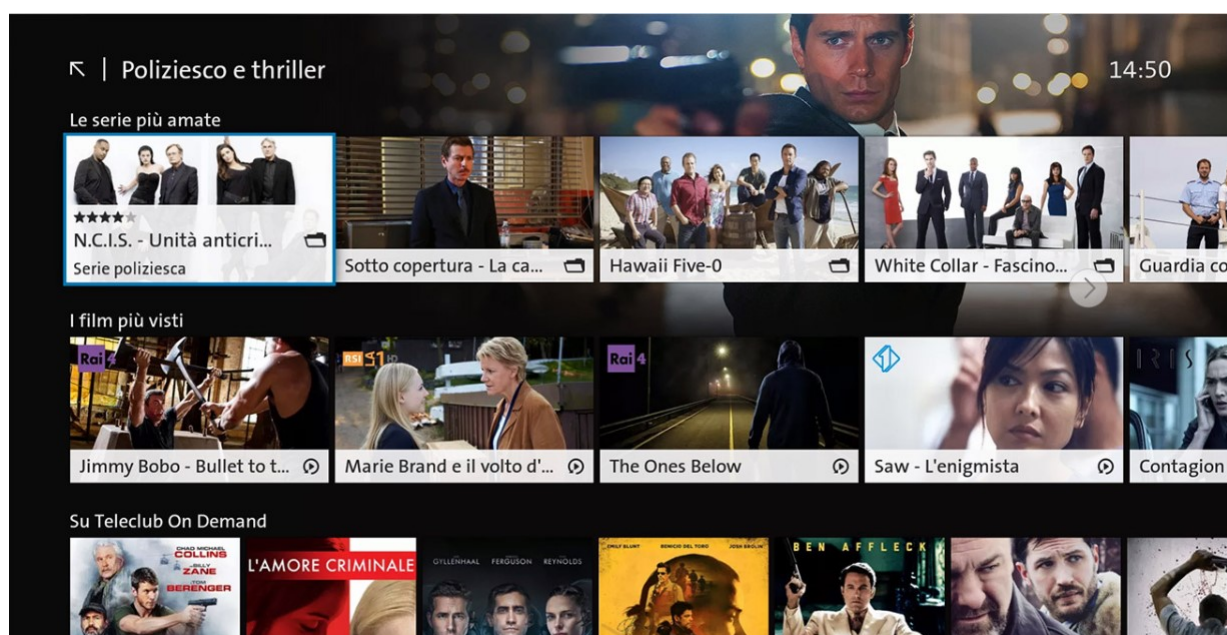 Poliziesco e thriller
14:50
Le serie più amate
N.C.I.S. - Unità anticri...
Serie poliziesca
Sotto copertura - La ca...
Hawaii Five-0
White Collar - Fascino...
Guardia co
I film più visti
Rai 4
RSI S1 HD
Rai 4
1
IRIS
Jimmy Bobo - Bullet to t...
Marie Brand e il volto d'...
The Ones Below
Saw - L'enigmista
Contagion
Su Teleclub On Demand
CHAD MICHAEL
COLLINS
BILLY
ZANE
TOM
BERENGER
L'AMORE CRIMINALE
GYLLENHAAL FERGUSON REYNOLDS
EMILY BLUNT BENICIO DEL TORO JOSH BROLIN
BEN AFFLECK